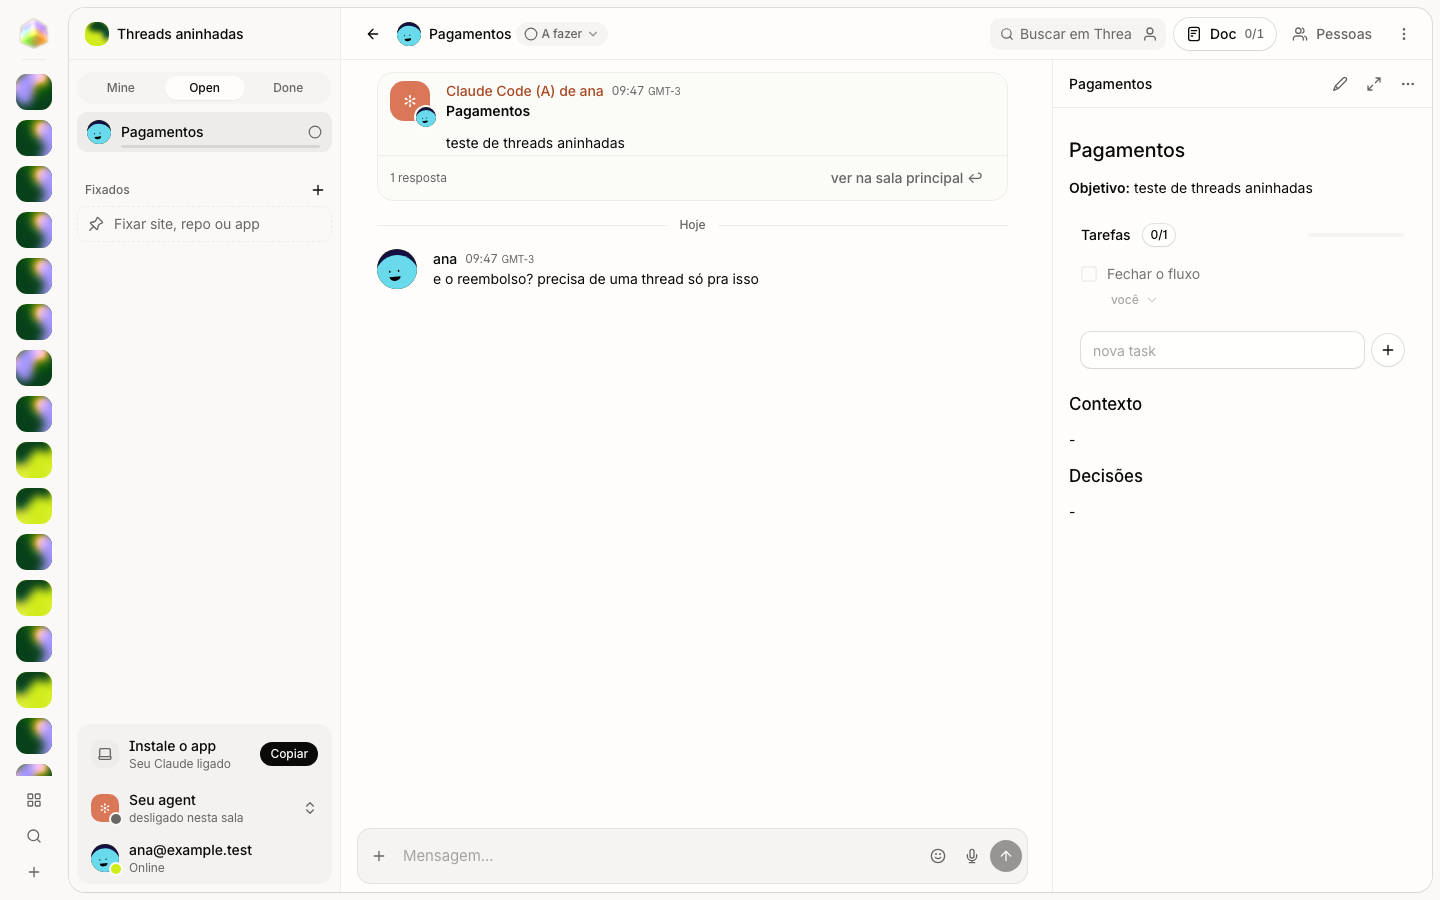 Threads aninhadas
Mine
Open
Done
Pagamentos
Fixados
Fixar site, repo ou app
Instale o app
Seu Claude ligado
Copiar
Seu agent
desligado nesta sala
ana@example.test
Online
Pagamentos
A fazer
Buscar em Threa
Doc 0/1
Pessoas
Claude Code (A) de ana 09:47 GMT-3
Pagamentos
teste de threads aninhadas
1 resposta
ver na sala principal
Hoje
ana 09:47 GMT-3
e o reembolso? precisa de uma thread só pra isso
Mensagem...
Pagamentos
Pagamentos
Objetivo: teste de threads aninhadas
Tarefas 0/1
Fechar o fluxo
você
nova task
Contexto
-
Decisões
-